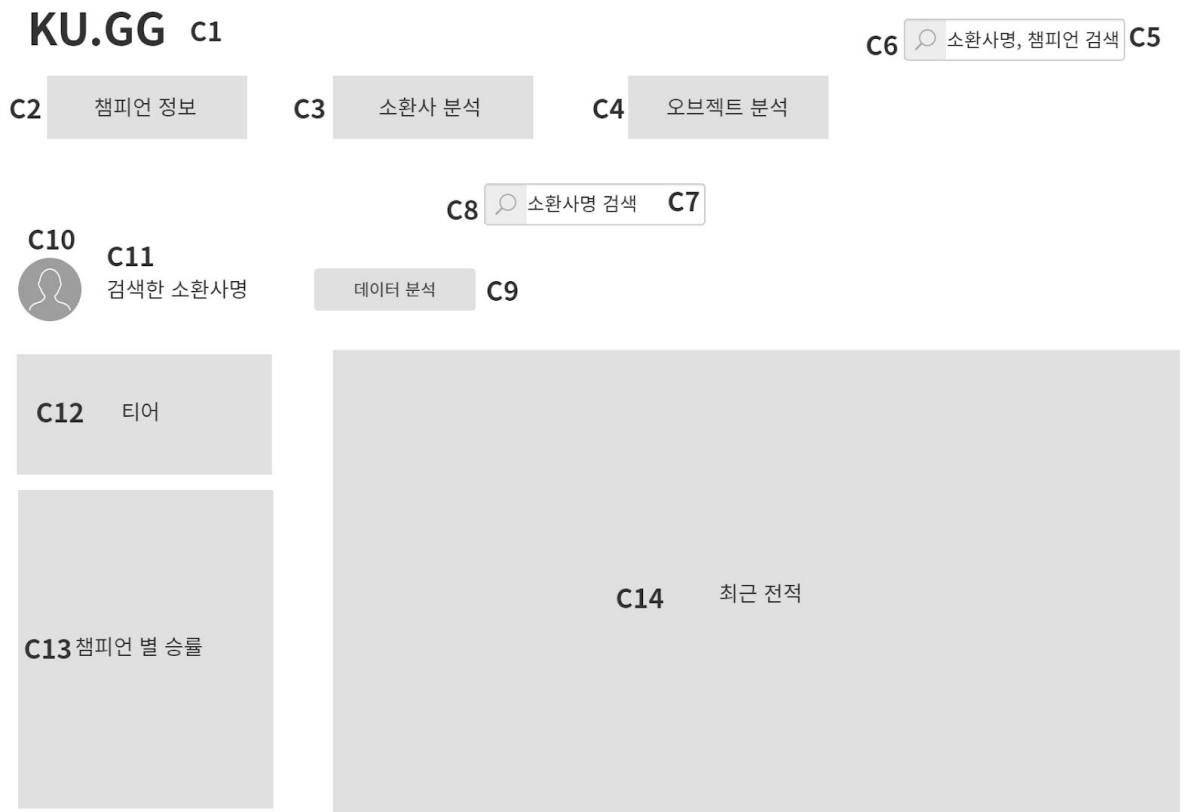 KU.GG C1
C6 소환사명, 챔피언 검색 C5
C2 챔피언 정보 C3 소환사 분석 C4 오브젝트 분석
C8 소환사명 검색 C7
C10
C11
검색한 소환사명 데이터 분석 C9
C12 티어
C14 최근 전적
C13 챔피언 별 승률